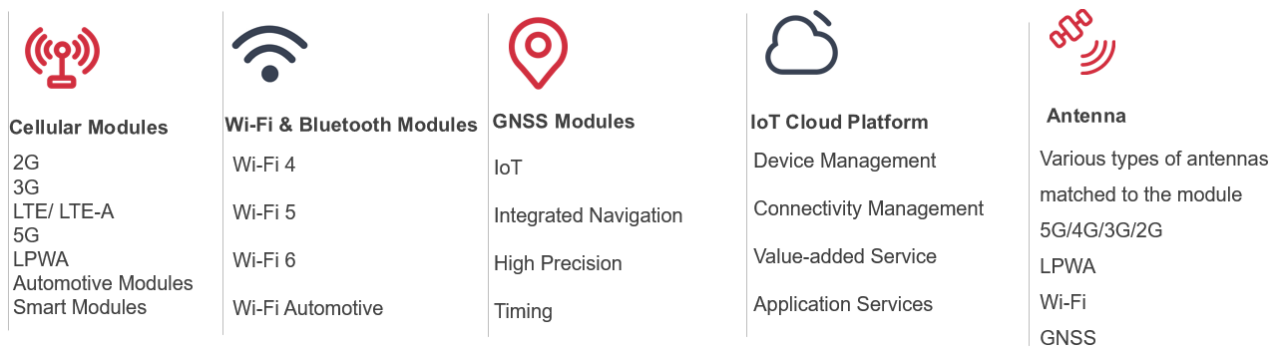 Cellular Modules
2G
3G
LTE/ LTE-A
5G
LPWA
Automotive Modules
Smart Modules
Wi-Fi & Bluetooth Modules
Wi-Fi 4
Wi-Fi 5
Wi-Fi 6
Wi-Fi Automotive
GNSS Modules
IoT
Integrated Navigation
High Precision
Timing
IoT Cloud Platform
Device Management
Connectivity Management
Value-added Service
Application Services
Antenna
Various types of antennas
matched to the module
5G/4G/3G/2G
LPWA
Wi-Fi
GNSS